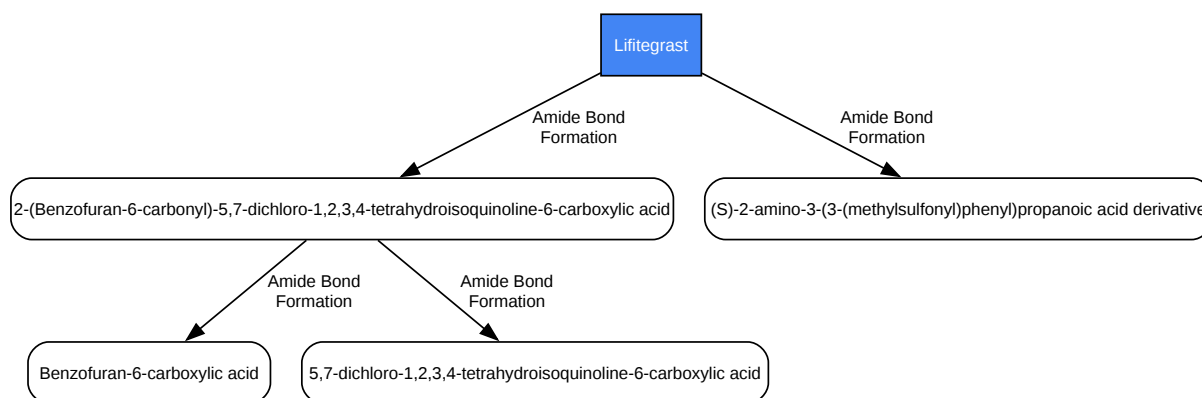 Lifitegrast
Amide Bond
Formation
Amide Bond
Formation
2-(Benzofuran-6-carbonyl)-5,7-dichloro-1,2,3,4-tetrahydroisoquinoline-6-carboxylic acid
(S)-2-amino-3-(3-(methylsulfonyl)phenyl)propanoic acid derivative
Amide Bond
Formation
Amide Bond
Formation
Benzofuran-6-carboxylic acid
5,7-dichloro-1,2,3,4-tetrahydroisoquinoline-6-carboxylic acid